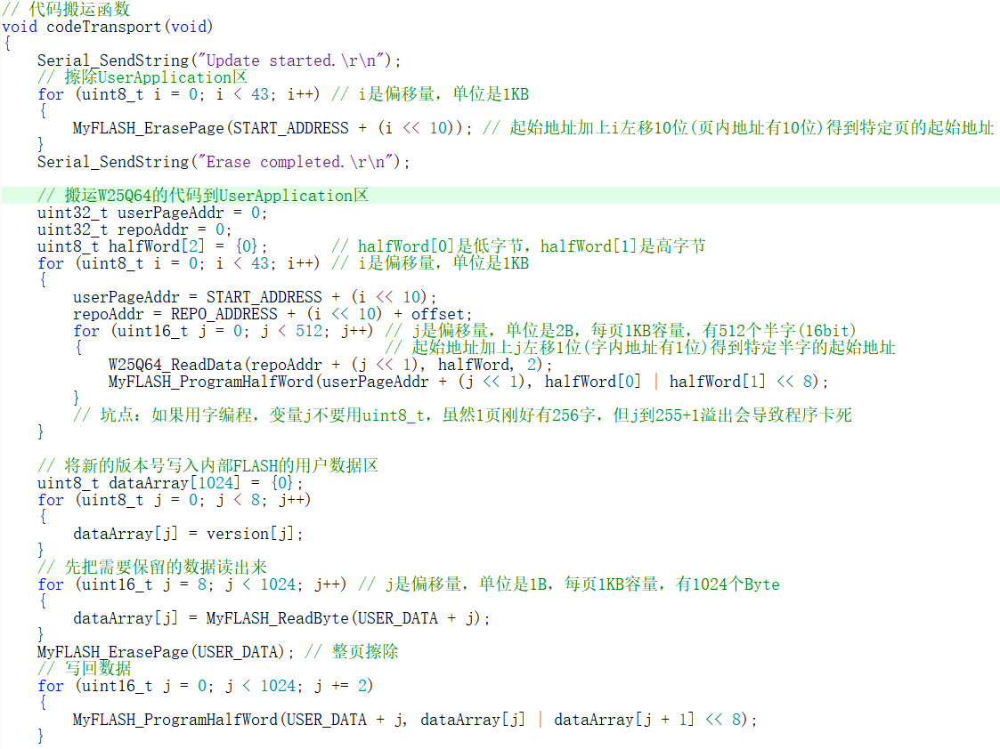 // 代码搬运函数
void codeTransport(void)
{
    Serial_SendString("Update started.\r\n");
    // 擦除UserApplication区
    for (uint8_t i = 0; i < 43; i++) // i是偏移量，单位是1KB
    {
        MyFLASH_ErasePage(START_ADDRESS + (i << 10)); // 起始地址加上i左移10位(页内地址有10位)得到特定页的起始地址
    }
    Serial_SendString("Erase completed.\r\n");

    // 搬运W25Q64的代码到UserApplication区
    uint32_t userPageAddr = 0;
    uint32_t repoAddr = 0;
    uint8_t halfWord[2] = {0};      // halfWord[0]是低字节，halfWord[1]是高字节
    for (uint8_t i = 0; i < 43; i++) // i是偏移量，单位是1KB
    {
        userPageAddr = START_ADDRESS + (i << 10);
        repoAddr = REPO_ADDRESS + (i << 10) + offset;
        for (uint16_t j = 0; j < 512; j++) // j是偏移量，单位是2B，每页1KB容量，有512个半字(16bit)
        {                                  // 起始地址加上j左移1位(字内地址有1位)得到特定半字的起始地址
            W25Q64_ReadData(repoAddr + (j << 1), halfWord, 2);
            MyFLASH_ProgramHalfWord(userPageAddr + (j << 1), halfWord[0] | halfWord[1] << 8);
        }
        // 坑点：如果用字编程，变量j不要用uint8_t，虽然1页刚好有256字，但j到255+1溢出会导致程序卡死
    }

    // 将新的版本号写入内部FLASH的用户数据区
    uint8_t dataArray[1024] = {0};
    for (uint8_t j = 0; j < 8; j++)
    {
        dataArray[j] = version[j];
    }
    // 先把需要保留的数据读出来
    for (uint16_t j = 8; j < 1024; j++) // j是偏移量，单位是1B，每页1KB容量，有1024个Byte
    {
        dataArray[j] = MyFLASH_ReadByte(USER_DATA + j);
    }
    MyFLASH_ErasePage(USER_DATA); // 整页擦除
    // 写回数据
    for (uint16_t j = 0; j < 1024; j += 2)
    {
        MyFLASH_ProgramHalfWord(USER_DATA + j, dataArray[j] | dataArray[j + 1] << 8);
    }